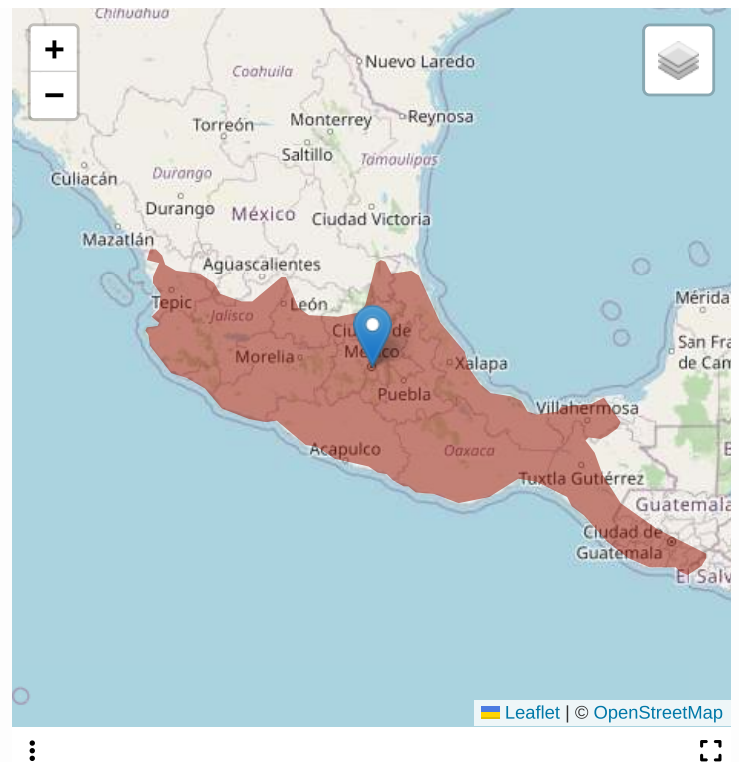 Chihuahua
+
−
Nuevo Laredo
Coahuila
Monterrey
Reynosa
Torreón
Saltillo
Tamaulipas
Culiacán
Durango
Durango
México
Ciudad Victoria
Mazatlán
Aguascalientes
Tepic
León
Mérida
Jalisco
Ciudad de
México
San Fra
de Cam
Morelia
Xalapa
Puebla
Villahermosa
Acapulco
Oaxaca
B
Tuxtla Gutiérrez
Guatemala
Ciudad de
Guatemala
El Salv
Leaflet | © OpenStreetMap